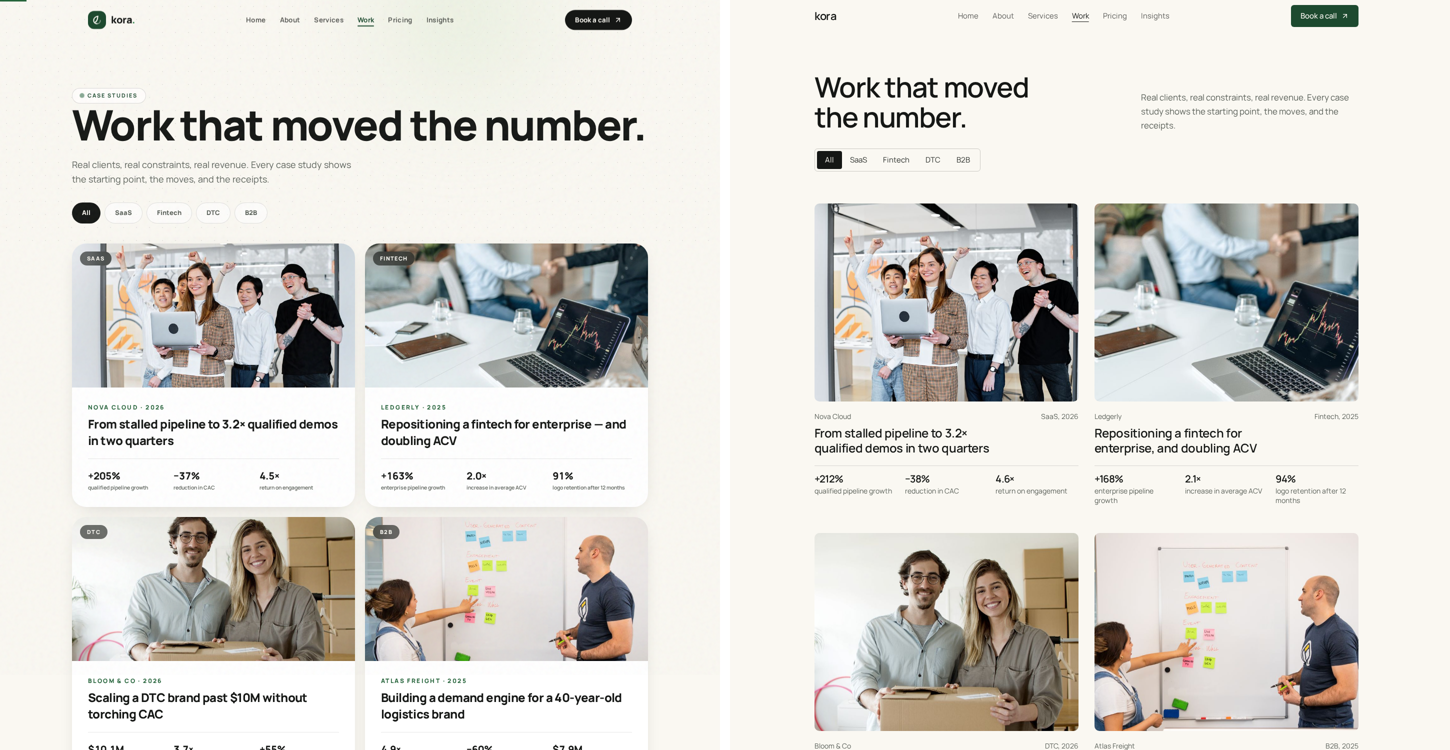 kora.
Home About Services Work Pricing Insights
Book a call
CASE STUDIES
Work that moved the number.
Real clients, real constraints, real revenue. Every case study shows
the starting point, the moves, and the receipts.
All SaaS Fintech DTC B2B
SAAS
NOVA CLOUD · 2026
From stalled pipeline to 3.2× qualified demos
in two quarters
+205% −37% 4.5×
qualified pipeline growth reduction in CAC return on engagement
FINTECH
LEDGERLY · 2025
Repositioning a fintech for enterprise — and
doubling ACV
+163% 2.0× 91%
enterprise pipeline growth increase in average ACV logo retention after 12 months
DTC
BLOOM & CO · 2026
Scaling a DTC brand past $10M without
torching CAC
$10.1M 3.7× +55%
B2B
ATLAS FREIGHT · 2025
Building a demand engine for a 40-year-old
logistics brand
4.9× −60% $7.9M
kora
Home About Services Work Pricing Insights
Book a call
Work that moved
the number.
Real clients, real constraints, real revenue. Every case
study shows the starting point, the moves, and the
receipts.
All SaaS Fintech DTC B2B
Nova Cloud SaaS, 2026
From stalled pipeline to 3.2×
qualified demos in two quarters
+212% −38% 4.6×
qualified pipeline growth reduction in CAC return on engagement
Ledgerly Fintech, 2025
Repositioning a fintech for
enterprise, and doubling ACV
+168% 2.1× 94%
enterprise pipeline
growth
increase in average ACV
logo retention after 12
months
Bloom & Co DTC, 2026
Atlas Freight B2B, 2025